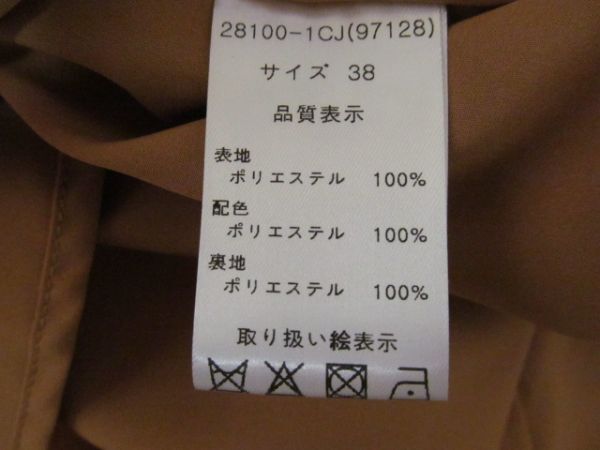 28100-1CJ(97128)
サイズ 38
品質表示
表地
ポリエステル 100%
配色
ポリエステル 100%
裏地
ポリエステル 100%
取り扱い絵表示